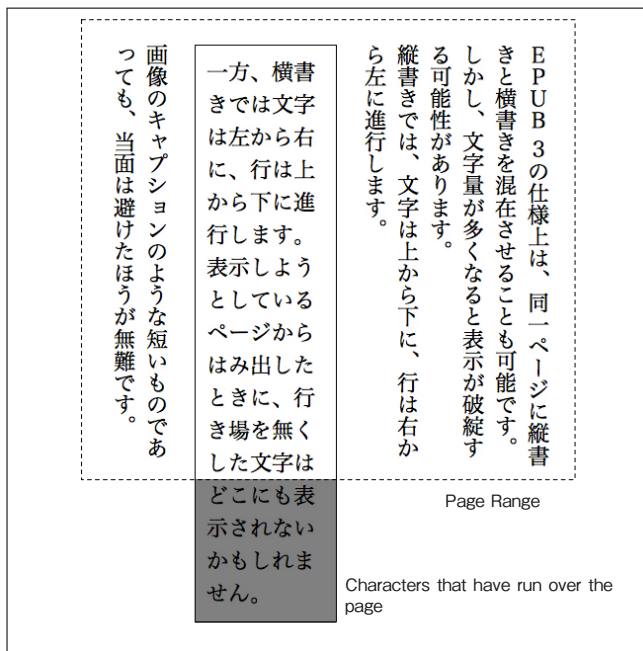 EPUB 3の仕様上は、同一ページに縦書
きと横書きを混在させることも可能です。
しかし、文字量が多くなると表示が破綻す
る可能性があります。
縦書きでは、文字は上から下に、行は右か
ら左に進行します。
一方、横書
きでは文字
は左から右
に、行は上
から下に進
行します。
表示しよう
としている
ページから
はみ出した
ときに、行
き場を無く
した文字は
どこにも表
示されない
かもしれま
せん。
画像のキャプションのような短いものであ
っても、当面は避けたほうが無難です。
Page Range
Characters that have run over the
page